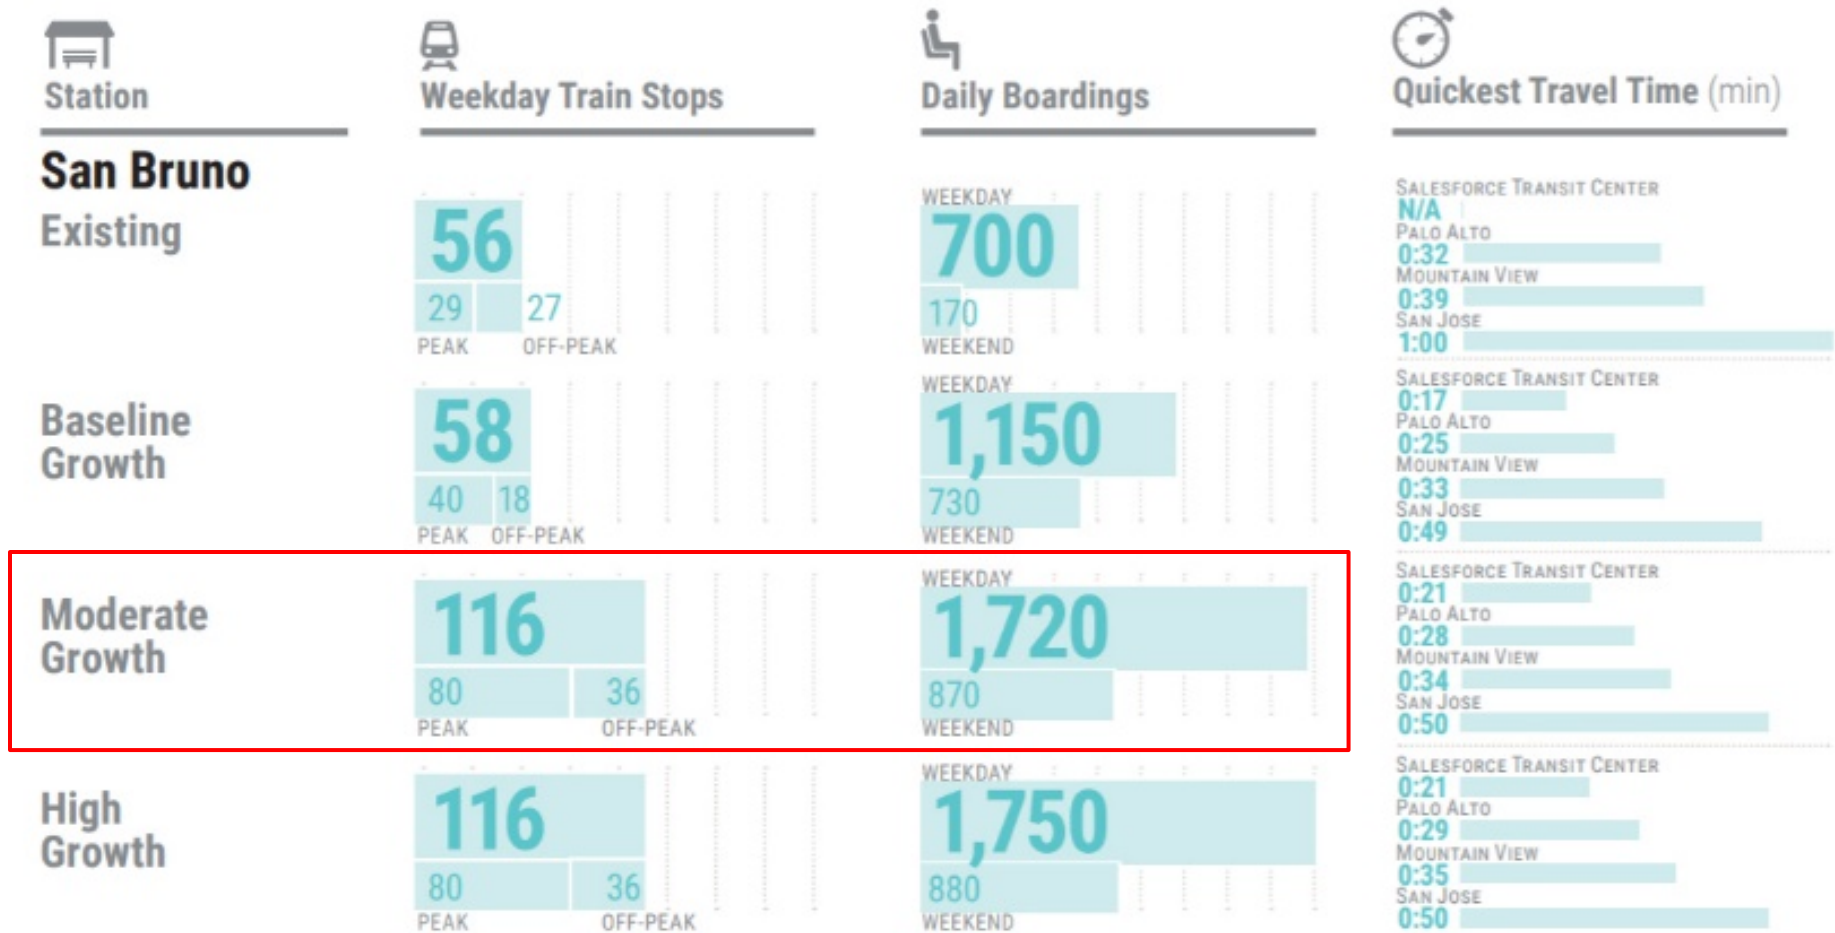 Station
Weekday Train Stops
Daily Boardings
Quickest Travel Time (min)
San Bruno
Existing
56
29
27
PEAK
OFF-PEAK
WEEKDAY
700
170
WEEKEND
SALESFORCE TRANSIT CENTER
N/A
PALO ALTO
0:32
MOUNTAIN VIEW
0:39
SAN JOSE
1:00
Baseline
Growth
58
40
18
PEAK
OFF-PEAK
WEEKDAY
1,150
730
WEEKEND
SALESFORCE TRANSIT CENTER
0:17
PALO ALTO
0:25
MOUNTAIN VIEW
0:33
SAN JOSE
0:49
Moderate
Growth
116
80
36
PEAK
OFF-PEAK
WEEKDAY
1,720
870
WEEKEND
SALESFORCE TRANSIT CENTER
0:21
PALO ALTO
0:28
MOUNTAIN VIEW
0:34
SAN JOSE
0:50
High
Growth
116
80
36
PEAK
OFF-PEAK
WEEKDAY
1,750
880
WEEKEND
SALESFORCE TRANSIT CENTER
0:21
PALO ALTO
0:29
MOUNTAIN VIEW
0:35
SAN JOSE
0:50